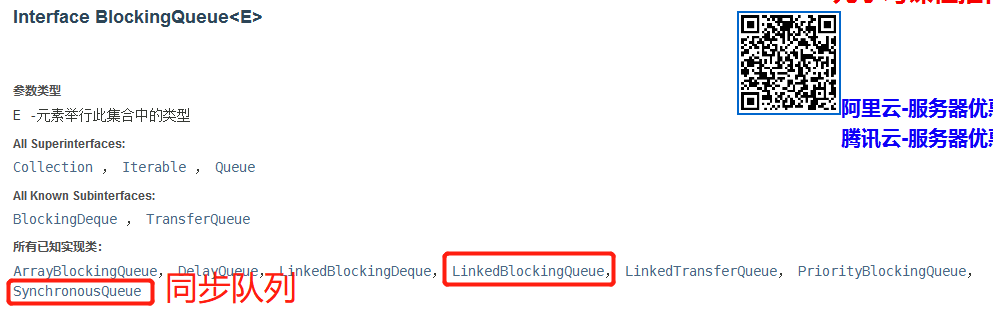 Interface BlockingQueue<E>
参数类型
E -元素举行此集合中的类型
All Superinterfaces:
Collection ， Iterable ， Queue
All Known Subinterfaces:
BlockingDeque ， TransferQueue
所有已知实现类：
ArrayBlockingQueue， DelayQueue， LinkedBlockingDeque， LinkedBlockingQueue， LinkedTransferQueue， PriorityBlockingQueue，
SynchronousQueue 同步队列
阿里云-服务器优惠
腾讯云-服务器优惠